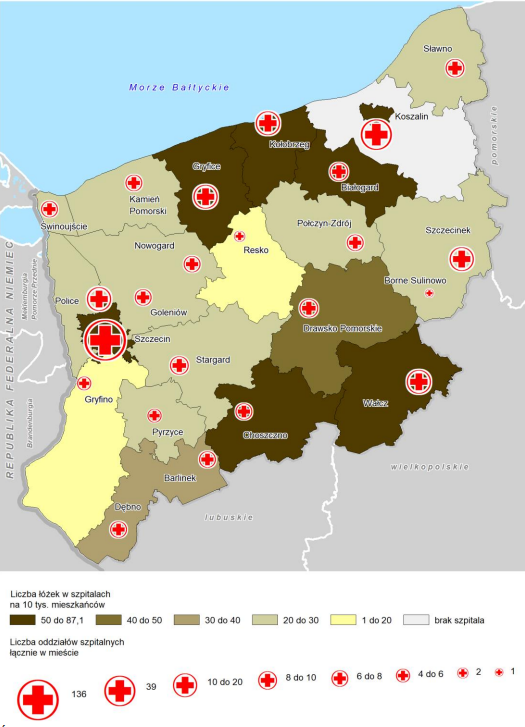 Sławno
Morze Bałtyckie
pomorskie
Koszalin
Kołobrzeg
Gryfice
Białogard
Kamień
Pomorski
Świnoujście
Połczyn-Zdrój
Szczecinek
Nowogard
Resko
REPUBLIKA FEDERALNA NIEMIEC
Meklemburgia
Pomorze Przednie
Borne Sulinowo
Police
Goleniów
Drawsko Pomorskie
Szczecin
Stargard
Gryfino
Wałcz
Brandenburgia
Pyrzyce
Choszczno
wielkopolskie
Barlinek
Dębno
lubuskie
Liczba łóżek w szpitalach
na 10 tys. mieszkańców
50 do 87,1 40 do 50 30 do 40 20 do 30 1 do 20 brak szpitala
Liczba oddziałów szpitalnych
łącznie w mieście
136 39 10 do 20 8 do 10 6 do 8 4 do 6 2 1